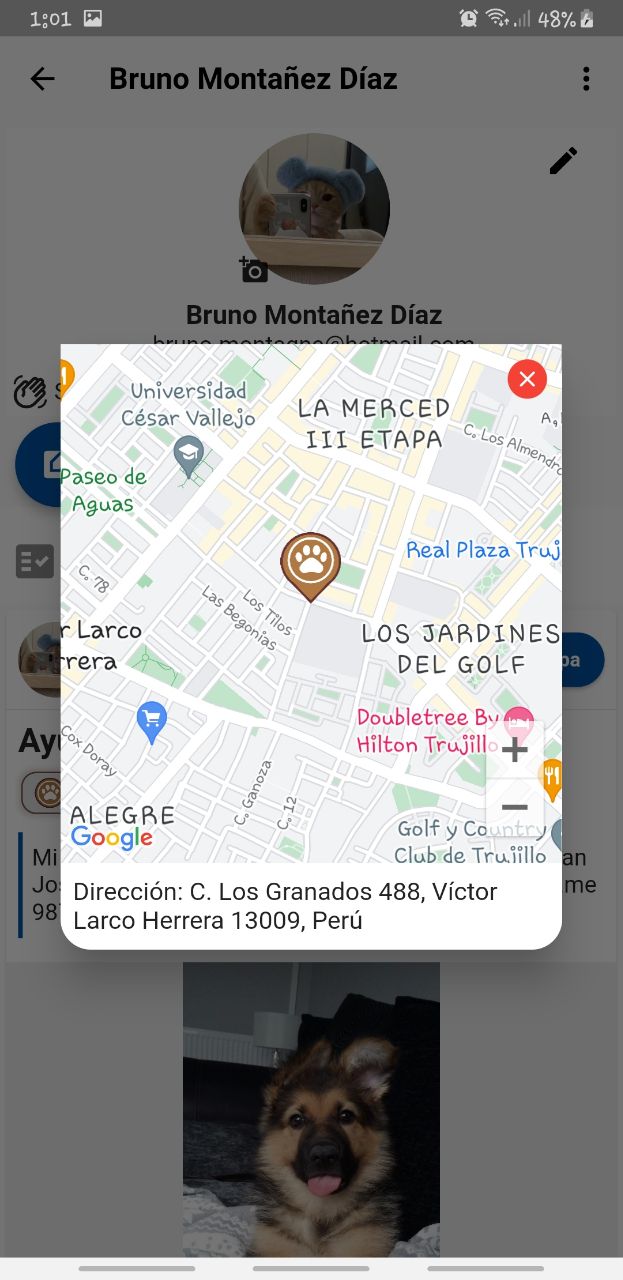 1:01
48%
Bruno Montañez Díaz
Bruno Montañez Díaz
bruno.montagne@hotmail.com
Universidad
César Vallejo
LA MERCED
III ETAPA
C. Los Almendro
Paseo de
Aguas
Real Plaza Truj
C. 78
Las Begonias
Los Tilos
r Larco
rrera
LOS JARDINES
DEL GOLF
pa
Doubletree By
Hilton Trujillo
Ayu
Cox Doray
C. Ganoza
C. 12
+
−
ALEGRE
Google
Golf y Country
Club de Trujillo
Mi
an
Jos
me
987
Dirección: C. Los Granados 488, Víctor
Larco Herrera 13009, Perú